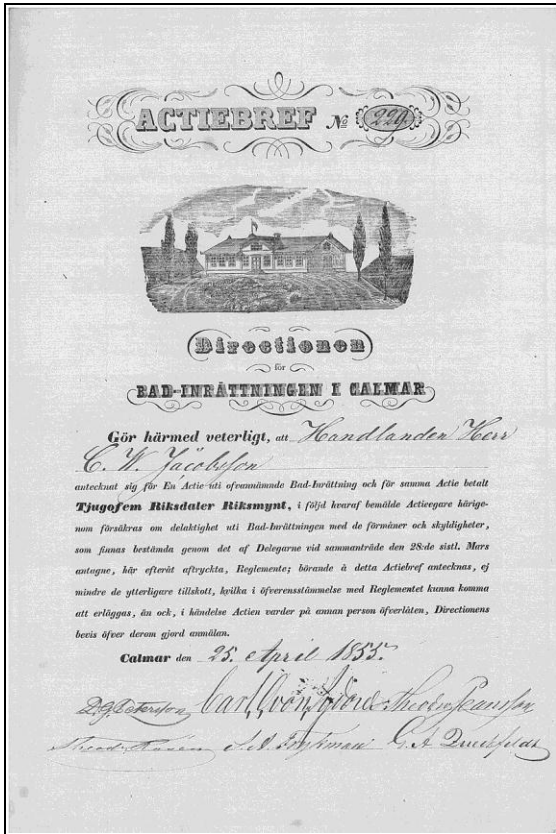 ACTIEBREF № 229.
Directionen
för
BAD-INRÄTTNINGEN I CALMAR
Gör härmed veterligt, att Handlanden Herr
C. W. Jacobsson
antecknat sig för En Actie uti ofvannämnde Bad-Inrättning och för samma Actie betalt
Tjugofem Riksdaler Riksmynt, i följd hvaraf bemälde Actieegare härige-
nom försäkras om delaktighet uti Bad-Inrättningen med de förmåner och skyldigheter,
som finnas bestämda genom det af Delegarne vid sammanträde den 28:de sistl. Mars
antagne, här efteråt aftryckta, Reglemente; börande å detta Actiebref antecknas, ej
mindre de ytterligare tillskott, hvilka i öfverensstämmelse med Reglementet kunna komma
att erläggas, än ock, i händelse Actien varder på annan person öfverlåten, Directionens
bevis öfver derom gjord anmälan.
Calmar den 25. April 1855.
Theodor Jeansson
G. A. Dueckfeldt